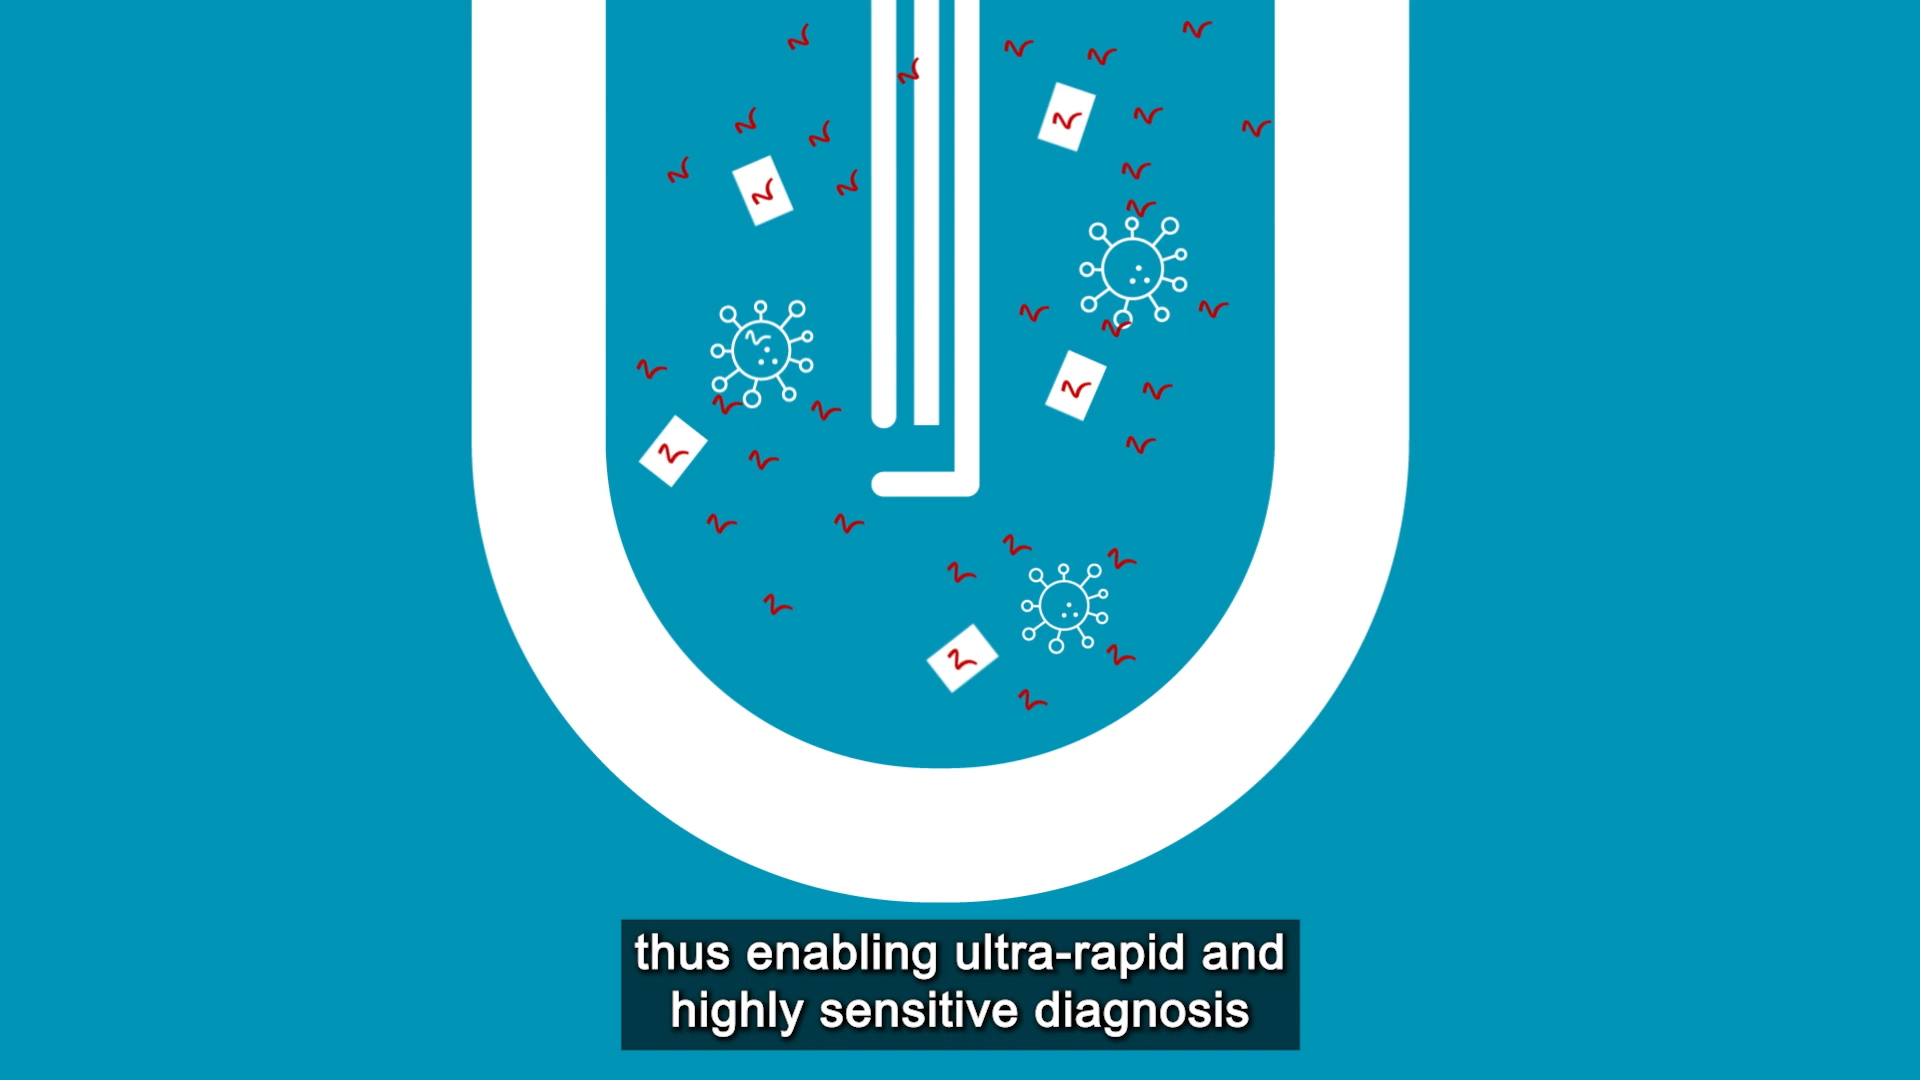 thus enabling ultra-rapid and
highly sensitive diagnosis